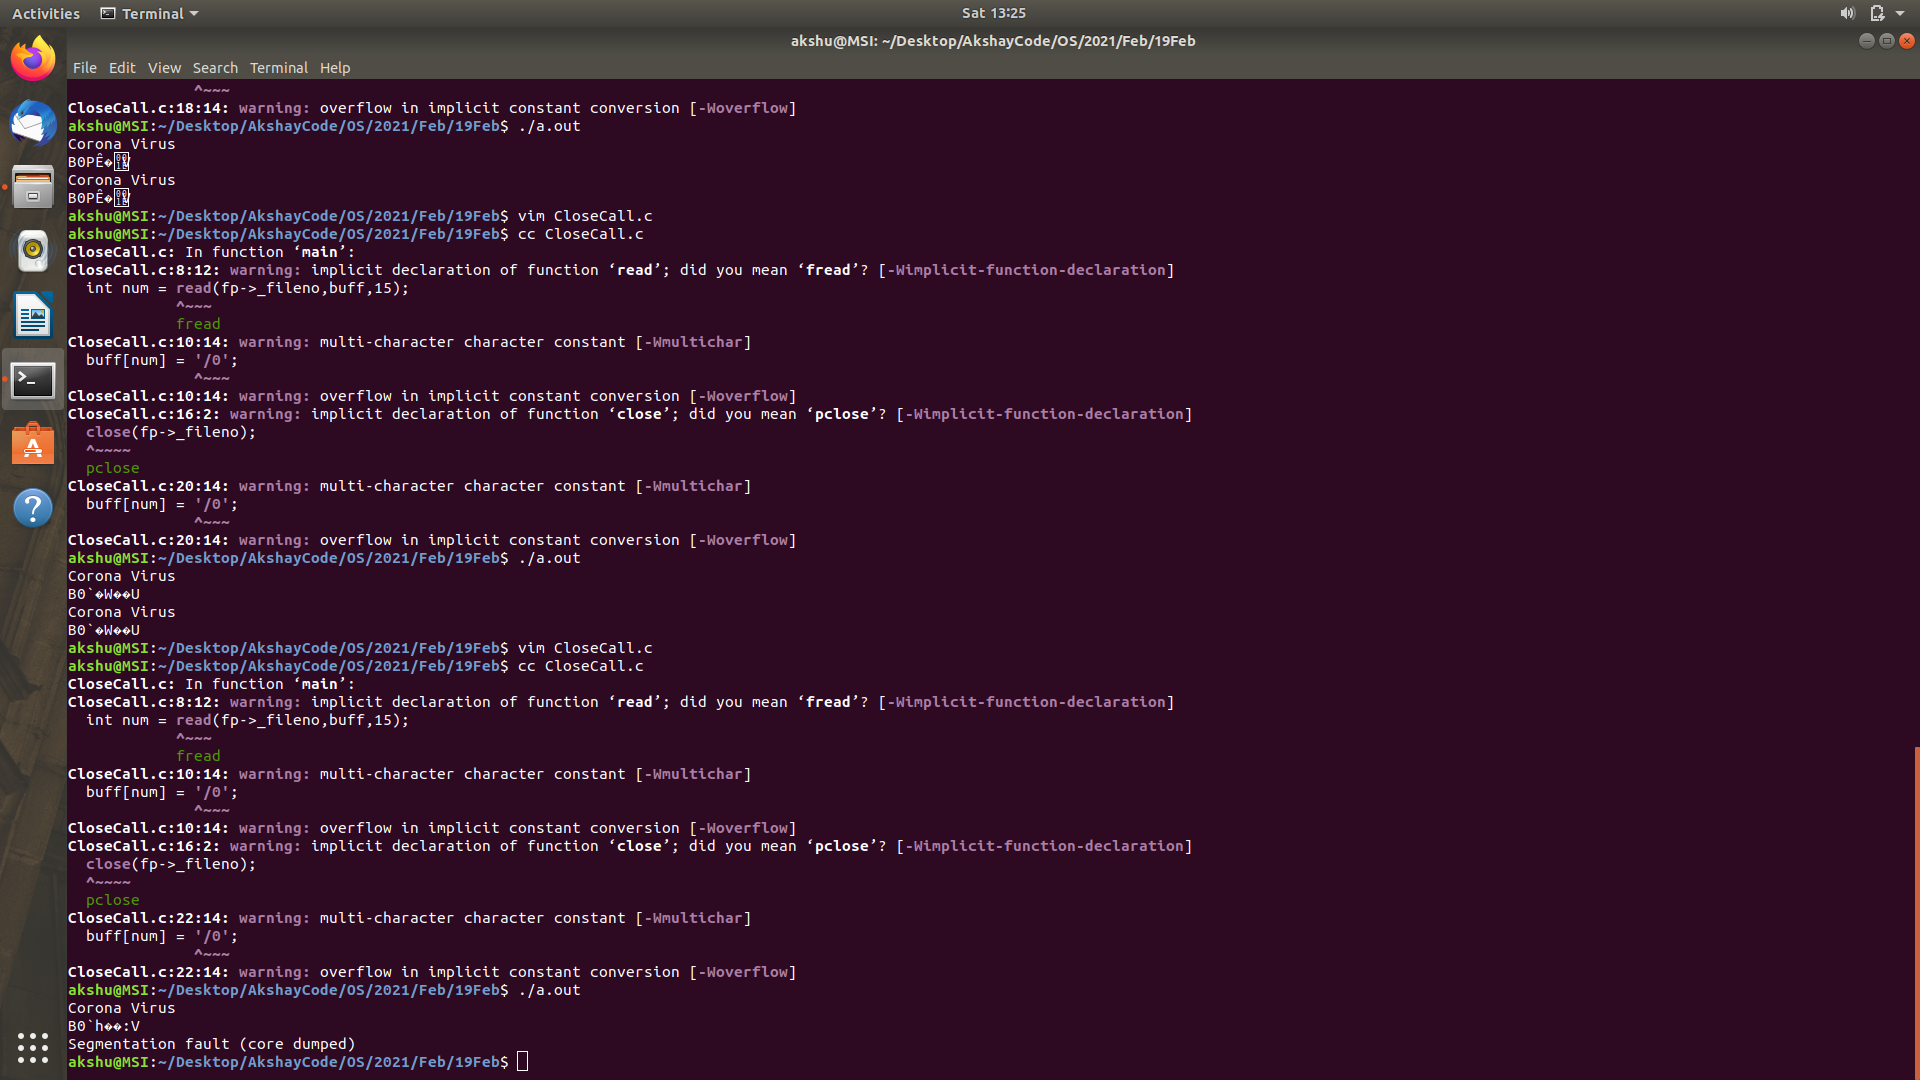 Activities Terminal Sat 13:25
akshu@MSI: ~/Desktop/AkshayCode/OS/2021/Feb/19Feb
File Edit View Search Terminal Help
^~~~
CloseCall.c:18:14: warning: overflow in implicit constant conversion [-Woverflow]
akshu@MSI:~/Desktop/AkshayCode/OS/2021/Feb/19Feb$ ./a.out
Corona Virus
B0PÊ�
Corona Virus
B0PÊ�
akshu@MSI:~/Desktop/AkshayCode/OS/2021/Feb/19Feb$ vim CloseCall.c
akshu@MSI:~/Desktop/AkshayCode/OS/2021/Feb/19Feb$ cc CloseCall.c
CloseCall.c: In function ‘main’:
CloseCall.c:8:12: warning: implicit declaration of function ‘read’; did you mean ‘fread’? [-Wimplicit-function-declaration]
int num = read(fp->_fileno,buff,15);
^~~~
fread
CloseCall.c:10:14: warning: multi-character character constant [-Wmultichar]
buff[num] = '/0';
^~~~
CloseCall.c:10:14: warning: overflow in implicit constant conversion [-Woverflow]
CloseCall.c:16:2: warning: implicit declaration of function ‘close’; did you mean ‘pclose’? [-Wimplicit-function-declaration]
close(fp->_fileno);
^~~~~
pclose
CloseCall.c:20:14: warning: multi-character character constant [-Wmultichar]
buff[num] = '/0';
^~~~
CloseCall.c:20:14: warning: overflow in implicit constant conversion [-Woverflow]
akshu@MSI:~/Desktop/AkshayCode/OS/2021/Feb/19Feb$ ./a.out
Corona Virus
B0`�W��U
Corona Virus
B0`�W��U
akshu@MSI:~/Desktop/AkshayCode/OS/2021/Feb/19Feb$ vim CloseCall.c
akshu@MSI:~/Desktop/AkshayCode/OS/2021/Feb/19Feb$ cc CloseCall.c
CloseCall.c: In function ‘main’:
CloseCall.c:8:12: warning: implicit declaration of function ‘read’; did you mean ‘fread’? [-Wimplicit-function-declaration]
int num = read(fp->_fileno,buff,15);
^~~~
fread
CloseCall.c:10:14: warning: multi-character character constant [-Wmultichar]
buff[num] = '/0';
^~~~
CloseCall.c:10:14: warning: overflow in implicit constant conversion [-Woverflow]
CloseCall.c:16:2: warning: implicit declaration of function ‘close’; did you mean ‘pclose’? [-Wimplicit-function-declaration]
close(fp->_fileno);
^~~~~
pclose
CloseCall.c:22:14: warning: multi-character character constant [-Wmultichar]
buff[num] = '/0';
^~~~
CloseCall.c:22:14: warning: overflow in implicit constant conversion [-Woverflow]
akshu@MSI:~/Desktop/AkshayCode/OS/2021/Feb/19Feb$ ./a.out
Corona Virus
B0`h��:V
Segmentation fault (core dumped)
akshu@MSI:~/Desktop/AkshayCode/OS/2021/Feb/19Feb$